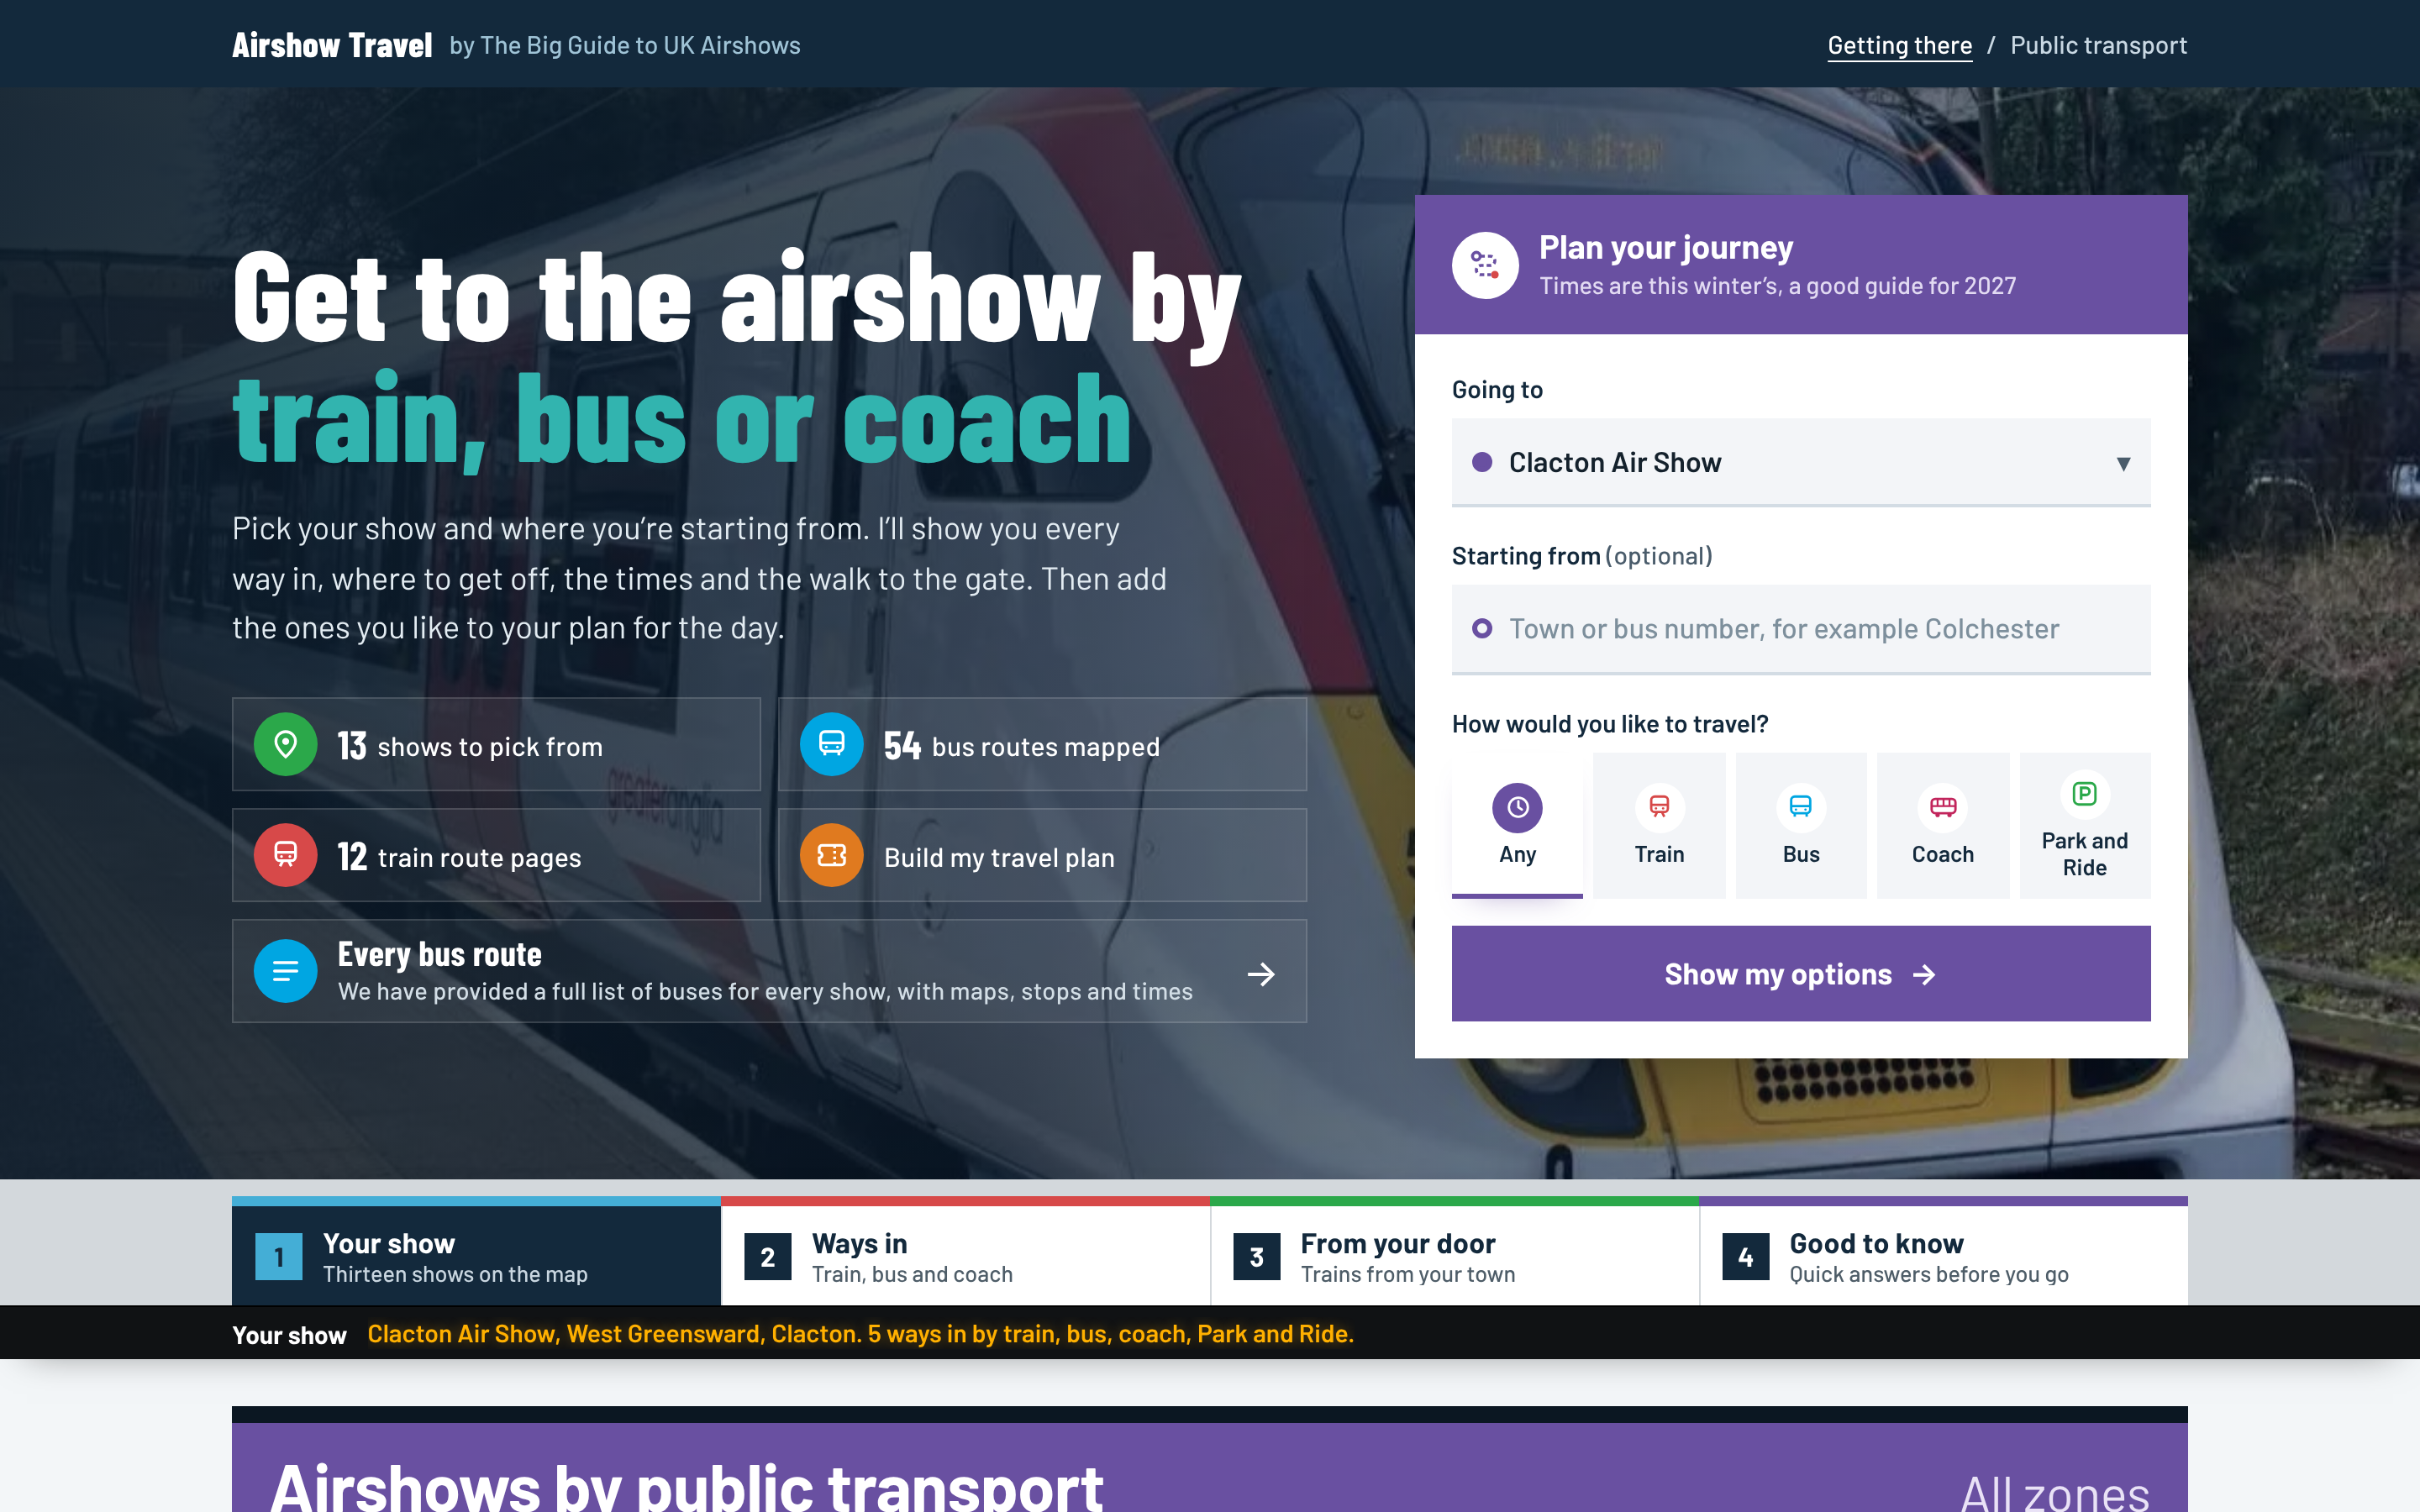 Airshow Travel by The Big Guide to UK Airshows
Getting there / Public transport
Get to the airshow by
train, bus or coach
Pick your show and where you’re starting from. I’ll show you every
way in, where to get off, the times and the walk to the gate. Then add
the ones you like to your plan for the day.
13 shows to pick from
54 bus routes mapped
12 train route pages
Build my travel plan
Every bus route
We have provided a full list of buses for every show, with maps, stops and times
greateranglia
Plan your journey
Times are this winter’s, a good guide for 2027
Going to
Clacton Air Show
Starting from (optional)
Town or bus number, for example Colchester
How would you like to travel?
Any
Train
Bus
Coach
Park and
Ride
Show my options
1 Your show
Thirteen shows on the map
2 Ways in
Train, bus and coach
3 From your door
Trains from your town
4 Good to know
Quick answers before you go
Your show Clacton Air Show, West Greensward, Clacton. 5 ways in by train, bus, coach, Park and Ride.
Airshows by public transport
All zones